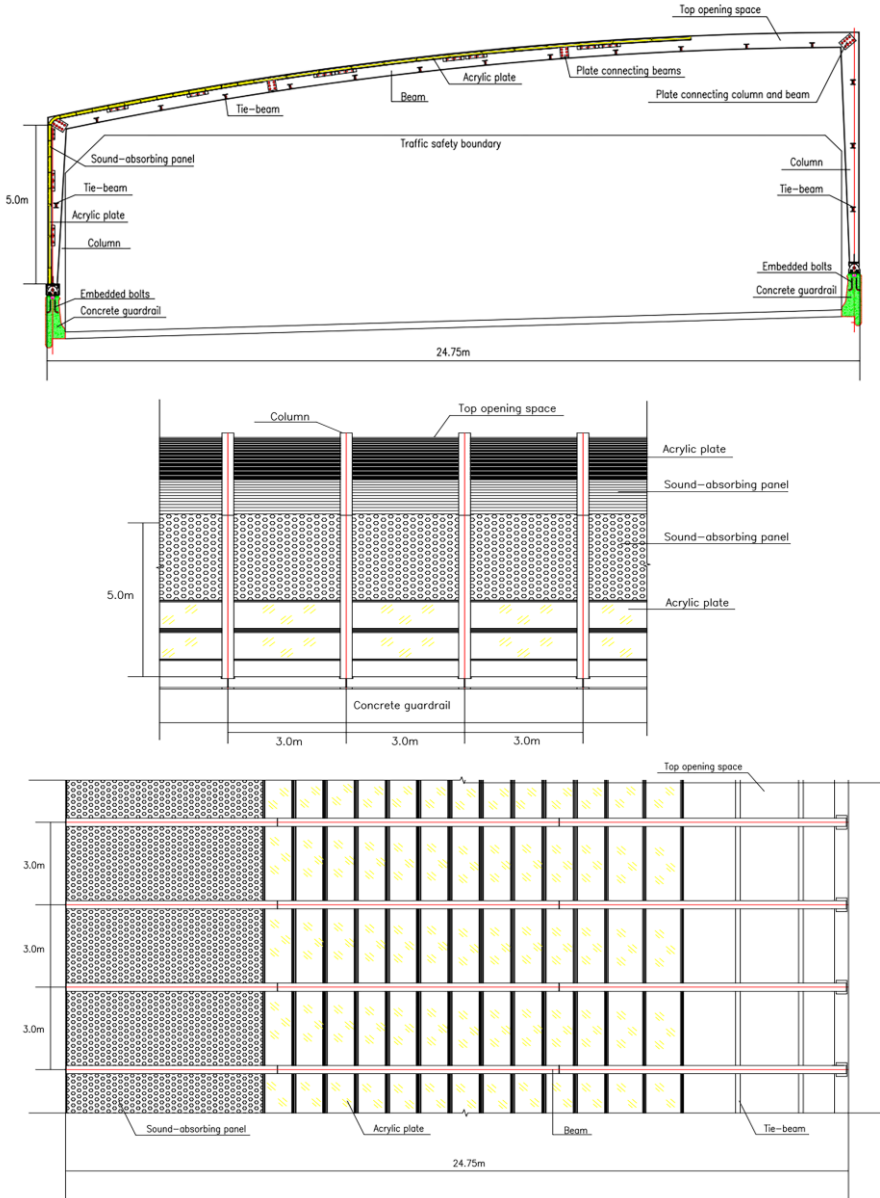 Top opening space
Plate connecting beams
Acrylic plate
Beam
Tie-beam
Plate connecting column and beam
Traffic safety boundary
Sound-absorbing panel
Column
Tie-beam
Tie-beam
5.0m
Acrylic plate
Column
Embedded bolts
Concrete guardrail
Embedded bolts
Concrete guardrail
24.75m
Column
Top opening space
Acrylic plate
Sound-absorbing panel
Sound-absorbing panel
5.0m
Acrylic plate
Concrete guardrail
3.0m
3.0m
3.0m
Top opening space
3.0m
3.0m
3.0m
Sound-absorbing panel
Acrylic plate
Beam
Tie-beam
24.75m